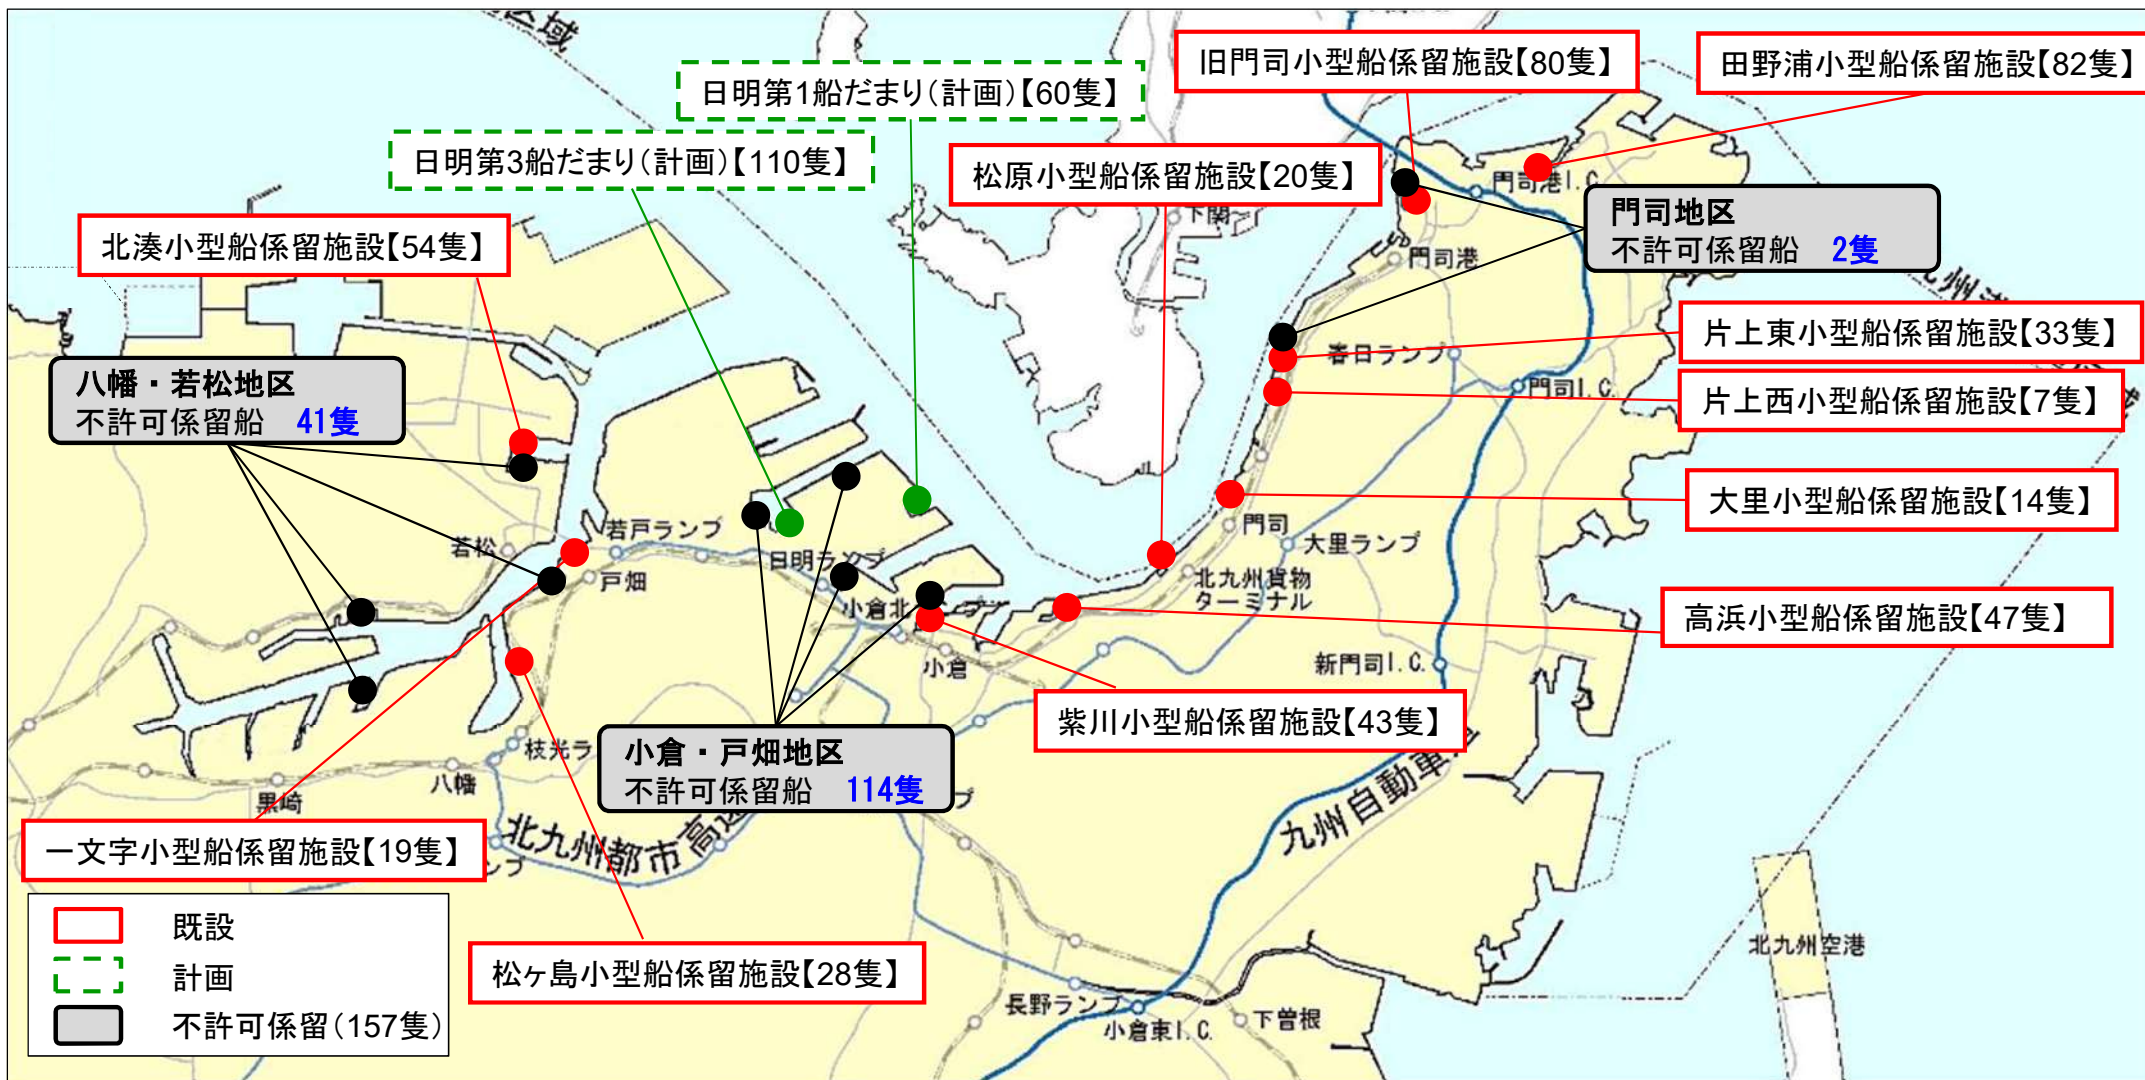 区域
旧門司小型船係留施設【80隻】
田野浦小型船係留施設【82隻】
日明第1船だまり(計画)【60隻】
日明第3船だまり(計画)【110隻】
松原小型船係留施設【20隻】
門司港I.C.
下関
門司地区
不許可係留船 2隻
北湊小型船係留施設【54隻】
門司港
九州港
片上東小型船係留施設【33隻】
春日ランプ
門司I.C.
片上西小型船係留施設【7隻】
八幡・若松地区
不許可係留船 41隻
大里小型船係留施設【14隻】
若松
若戸ランプ
戸畑
日明ランプ
門司
大里ランプ
北九州貨物
ターミナル
小倉北
小倉
高浜小型船係留施設【47隻】
新門司I.C.
紫川小型船係留施設【43隻】
枝光ラ
八幡
黒崎
小倉・戸畑地区
不許可係留船 114隻
プ
九州自動車
一文字小型船係留施設【19隻】
ンプ
北九州都市高速
既設
計画
不許可係留(157隻)
松ヶ島小型船係留施設【28隻】
北九州空港
長野ランプ
小倉東I.C.
下曽根